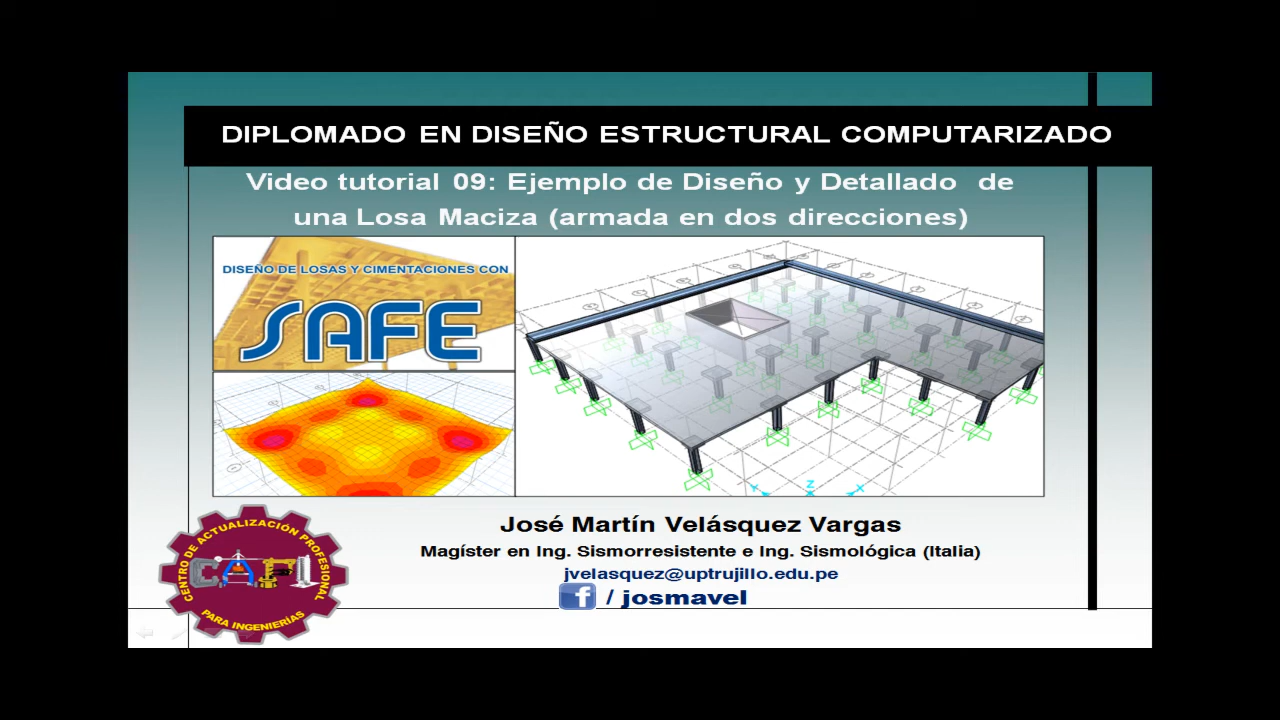 DIPLOMADO EN DISEÑO ESTRUCTURAL COMPUTARIZADO
Video tutorial 09: Ejemplo de Diseño y Detallado de
una Losa Maciza (armada en dos direcciones)
DISEÑO DE LOSAS Y CIMENTACIONES CON
SAFE
Y Z X
José Martín Velásquez Vargas
Magíster en Ing. Sismorresistente e Ing. Sismológica (Italia)
jvelasquez@uptrujillo.edu.pe
f / josmavel
CENTRO DE ACTUALIZACIÓN PROFESIONAL
CAPI
PARA INGENIERÍAS